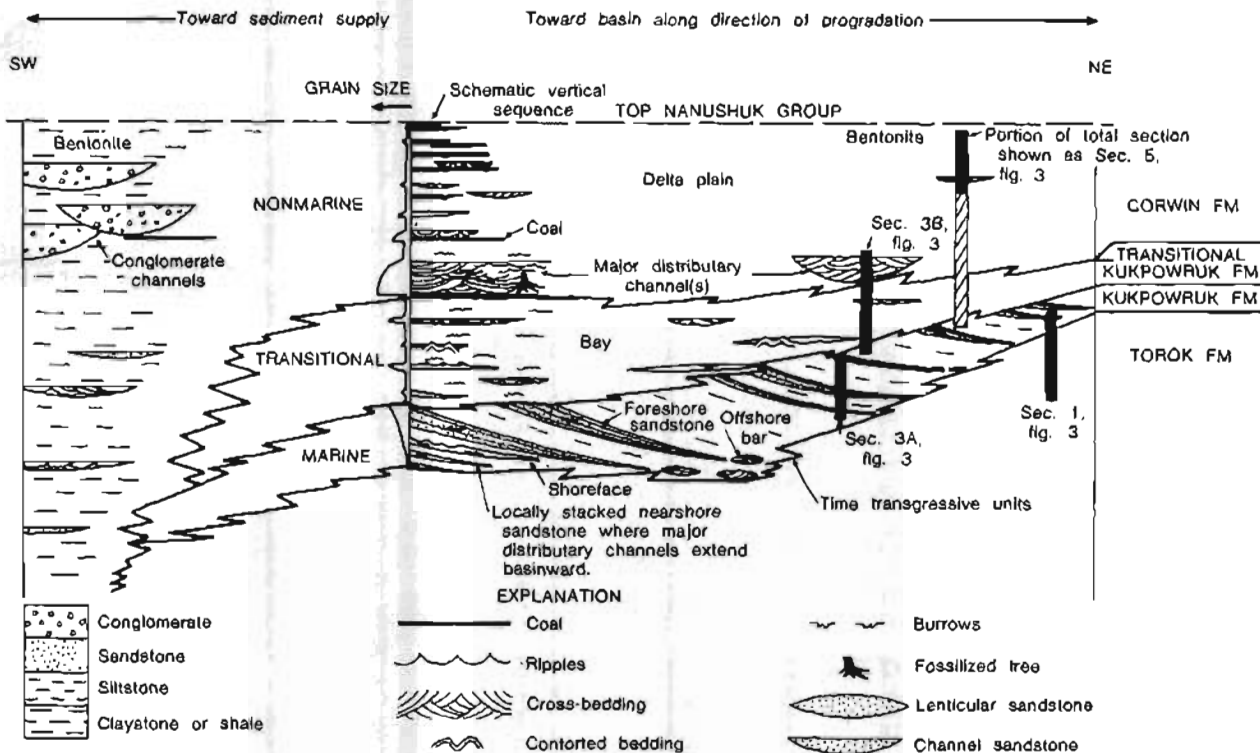 Toward sediment supply
Toward basin along direction of progradation
SW
NE
GRAIN SIZE
Schematic vertical
sequence
TOP NANUSHUK GROUP
Bentonite
Bentonite
Portion of total section
shown as Sec. 5,
fig. 3
Delta plain
NONMARINE
Sec. 3B,
fig. 3
CORWIN FM
Coal
Conglomerate
channels
Major distributary
channel(s)
TRANSITIONAL
KUKPOWRUK FM
KUKPOWRUK FM
Bay
TRANSITIONAL
TOROK FM
Foreshore
sandstone
Offshore
bar
Sec. 3A,
fig. 3
Sec. 1,
fig. 3
MARINE
Shoreface
Time transgressive units
Locally stacked nearshore
sandstone where major
distributary channels extend
basinward.
EXPLANATION
Conglomerate
Coal
Burrows
Sandstone
Ripples
Fossilized tree
Siltstone
Cross-bedding
Lenticular sandstone
Claystone or shale
Contorted bedding
Channel sandstone